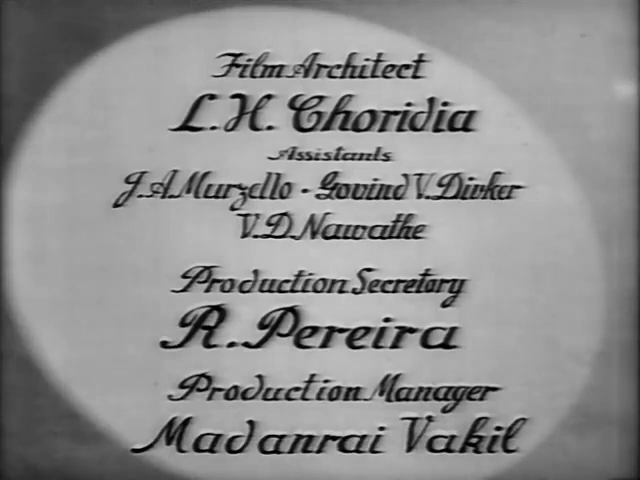 Film Architect
L. H. Choridia
Assistants
J. A. Murzello - Govind V. Divker
V. D. Nawathe
Production Secretary
R. Pereira
Production Manager
Madanrai Vakil